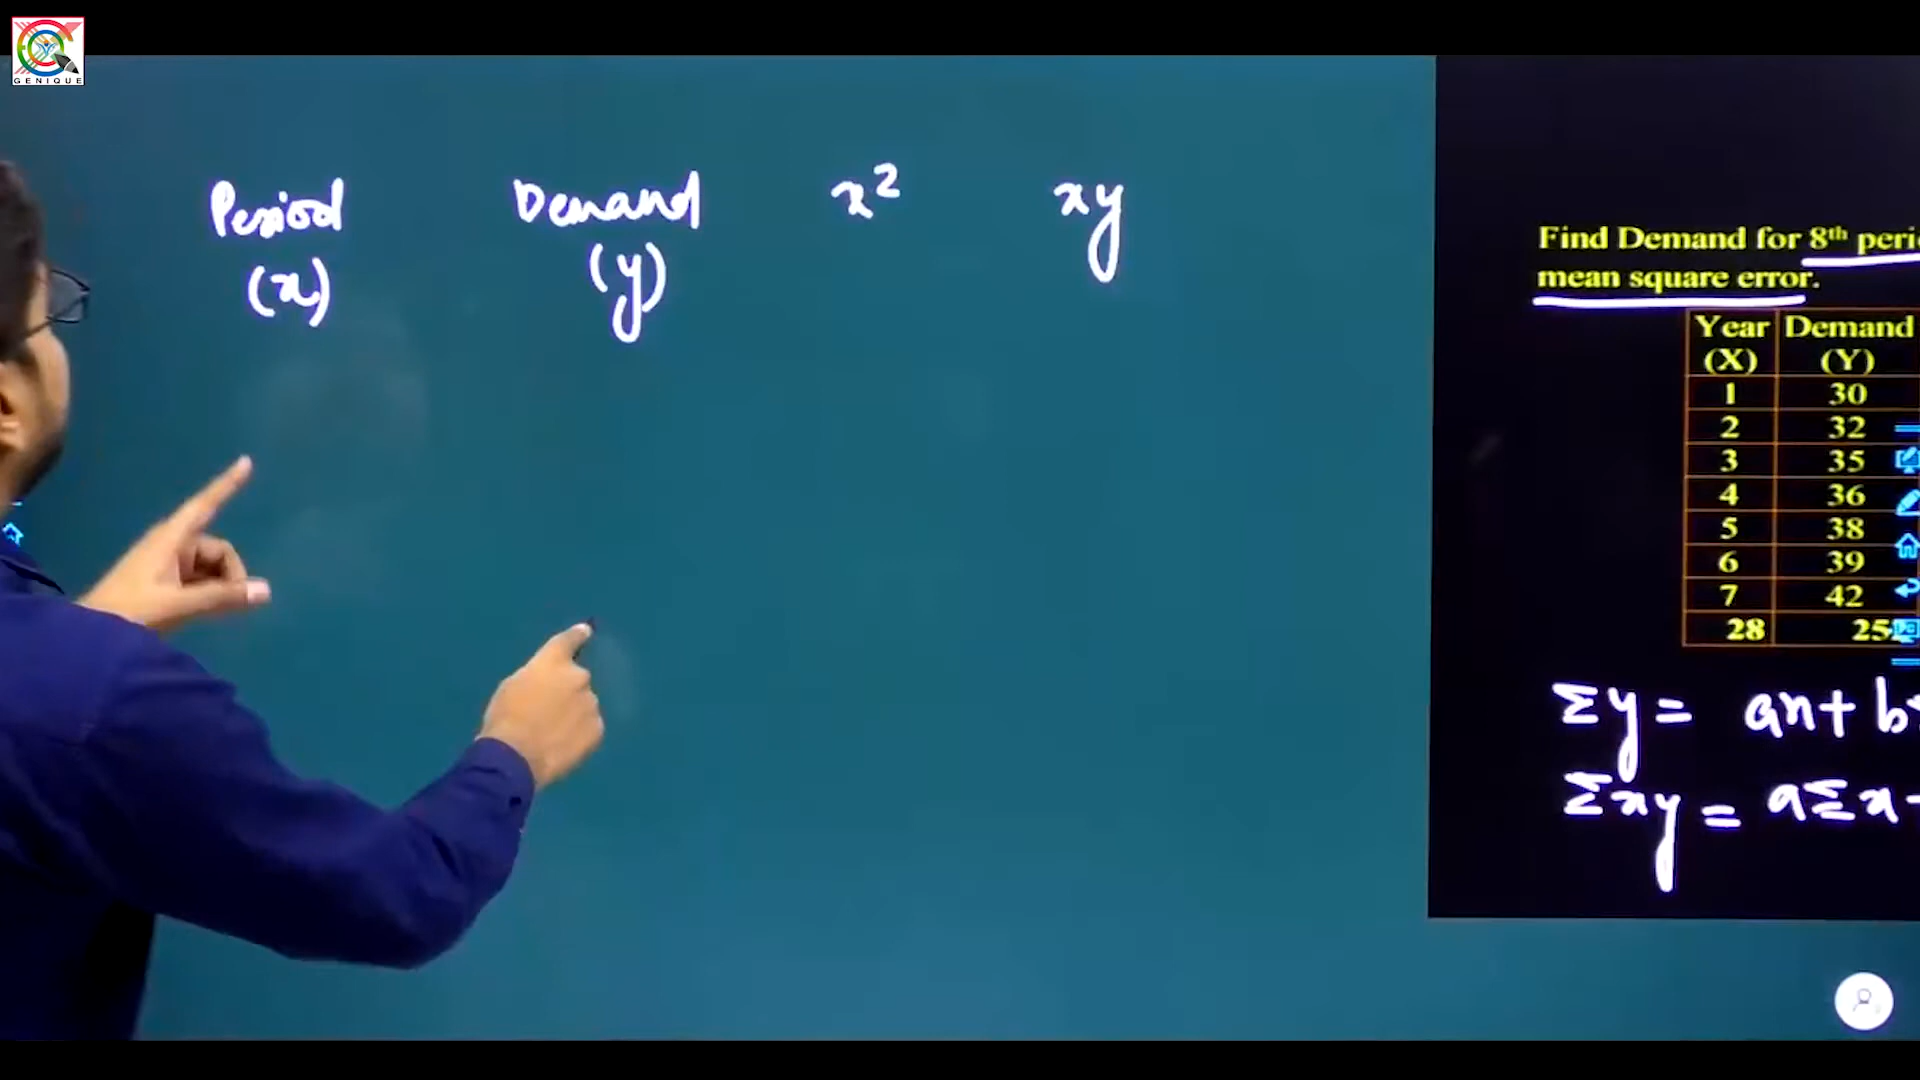 GENIQUE
Period Demand x² xy
(x) (y)
Find Demand for 8th
mean square error.
Year Demand
(X) (Y)
1 30
2 32
3 35
4 36
5 38
6 39
7 42
28
Σy = an +
Σxy = aΣx